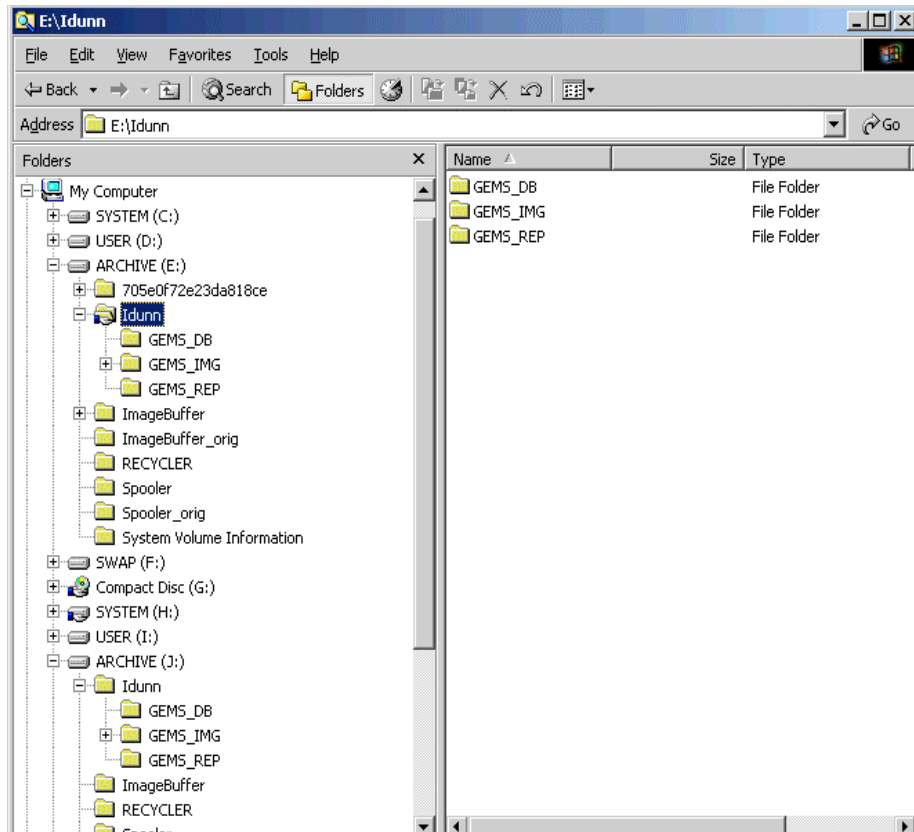 E:\Idunn
File Edit View Favorites Tools Help
Back Search Folders
Address E:\Idunn Go
Folders
Name Size Type
My Computer
SYSTEM (C:)
USER (D:)
ARCHIVE (E:)
705e0f72e23da818ce
Idunn
GEMS_DB
GEMS_IMG
GEMS_REP
ImageBuffer
ImageBuffer_orig
RECYCLER
Spooler
Spooler_orig
System Volume Information
SWAP (F:)
Compact Disc (G:)
SYSTEM (H:)
USER (I:)
ARCHIVE (J:)
Idunn
GEMS_DB
GEMS_IMG
GEMS_REP
ImageBuffer
RECYCLER
GEMS_DB File Folder
GEMS_IMG File Folder
GEMS_REP File Folder